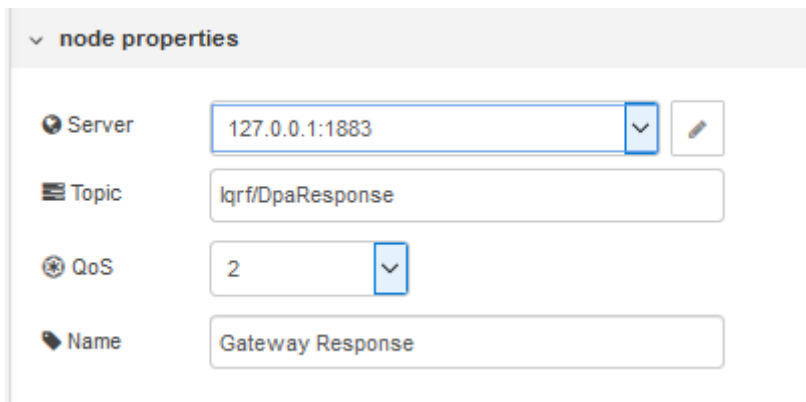 node properties
Server
127.0.0.1:1883
Topic
Iqrf/DpaResponse
QoS
2
Name
Gateway Response